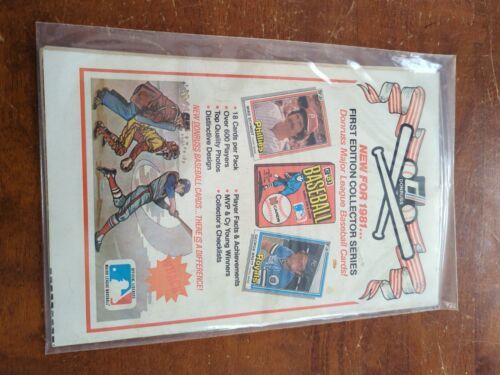 DONRUSS
NEW FOR 1981...
FIRST EDITION COLLECTOR SERIES
Donruss Major League Baseball Cards!
Phillies
BASEBALL
Royals
• 18 Cards per Pack
• Over 600 Players
• Top Quality Photos
• Distinctive Design
• Player Facts & Achievements
• MVP & Cy Young Winners
• Collector's Checklists
NEW DONRUSS BASEBALL CARDS...THERE IS A DIFFERENCE!